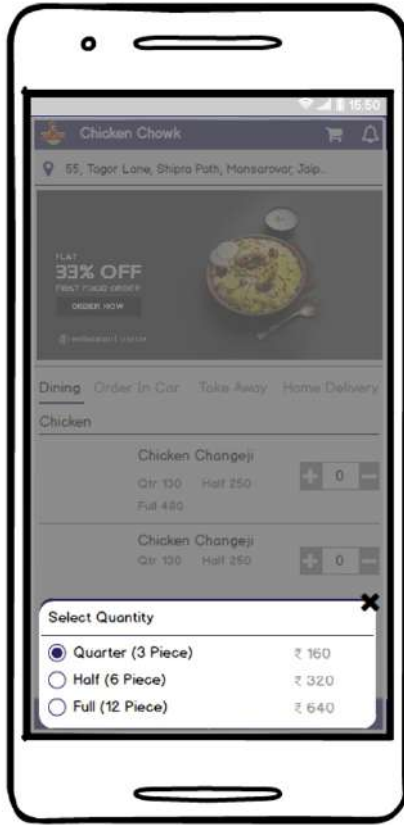 15.50
Chicken Chowk
55, Tagor Lane, Shipra Path, Mansarovar, Jaip...
FLAT
33% OFF
FIRST FOOD ORDER
ORDER NOW
Dining Order In Car Take Away Home Delivery
Chicken
Chicken Changeji
Qtr 130 Half 250
Full 480
0
Chicken Changeji
Qtr 130 Half 250
0
Select Quantity
Quarter (3 Piece) ₹ 160
Half (6 Piece) ₹ 320
Full (12 Piece) ₹ 640